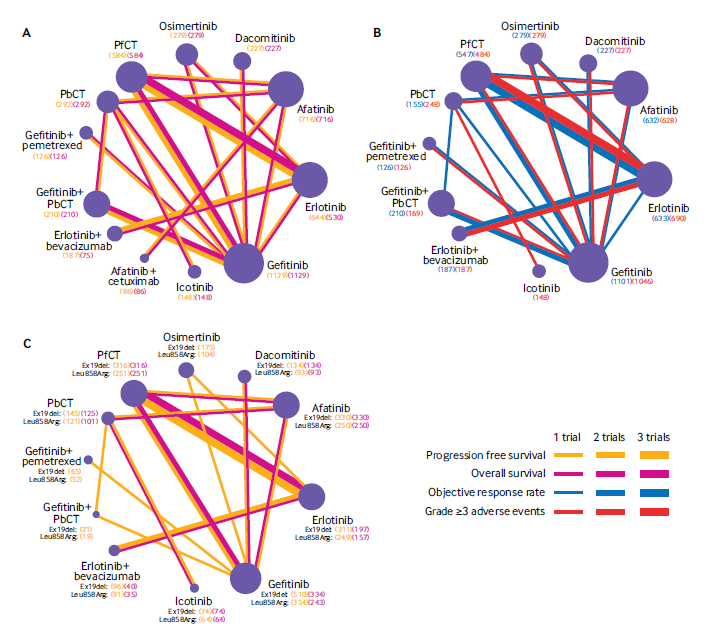 A
Osimertinib
(279)(279)
PfCT
(584)(584)
Dacomitinib
(227)(227)
PbCT
(292)(292)
Afatinib
(716)(716)
Gefitinib+
pemetrexed
(126)(126)
Gefitinib+
PbCT
(210)(210)
Erlotinib
(644)(530)
Erlotinib+
bevacizumab
(187)(75)
Afatinib+
cetuximab
(86)(86)
Icotinib
(148)(148)
Gefitinib
(1129)(1129)
B
Osimertinib
(279)(279)
PfCT
(547)(484)
Dacomitinib
(227)(227)
PbCT
(155)(248)
Afatinib
(632)(628)
Gefitinib+
pemetrexed
(126)(126)
Gefitinib+
PbCT
(210)(169)
Erlotinib
(633)(690)
Erlotinib+
bevacizumab
(187)(187)
Icotinib
(148)
Gefitinib
(1101)(1046)
C
Osimertinib
Ex19del: (175)
Leu858Arg: (104)
PfCT
Ex19del: (316)(316)
Leu858Arg: (251)(251)
Dacomitinib
Ex19del: (134)(134)
Leu858Arg: (93)(93)
PbCT
Ex19del: (145)(125)
Leu858Arg: (121)(101)
Afatinib
Ex19del: (330)(330)
Leu858Arg: (250)(250)
Gefitinib+
pemetrexed
Ex19del: (65)
Leu858Arg: (52)
Gefitinib+
PbCT
Ex19del: (21)
Leu858Arg: (19)
Erlotinib
Ex19del: (311)(197)
Leu858Arg: (249)(157)
Erlotinib+
bevacizumab
Ex19del: (96)(40)
Leu858Arg: (91)(35)
Icotinib
Ex19del: (74)(74)
Leu858Arg: (64)(64)
Gefitinib
Ex19del: (510)(334)
Leu858Arg: (354)(243)
1 trial 2 trials 3 trials
Progression free survival
Overall survival
Objective response rate
Grade ≥3 adverse events